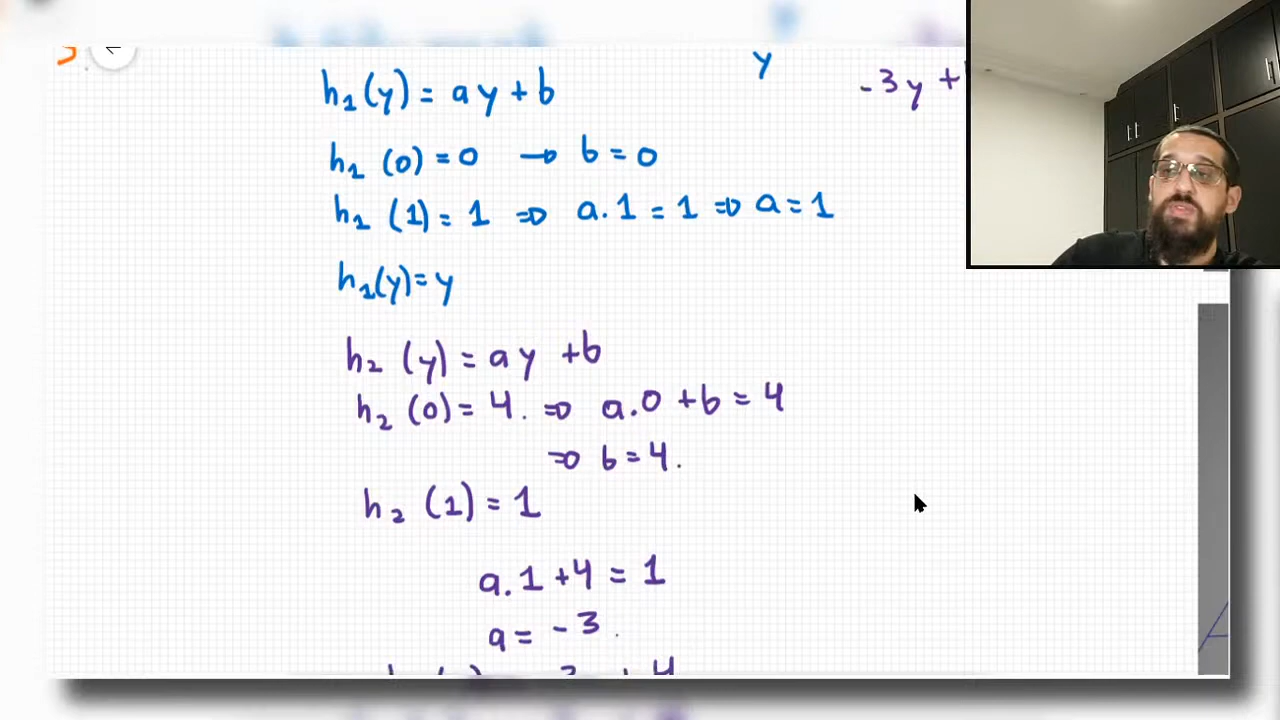 y
-3y +
h₁(y) = ay + b
h₁ (0) = 0 → b = 0
h₁ (1) = 1 ⇒ a.1 = 1 ⇒ a = 1
h₁(y) = y
h₂ (y) = ay + b
h₂ (0) = 4. ⇒ a.0 + b = 4
⇒ b = 4.
h₂ (1) = 1
a.1 + 4 = 1
a = -3.